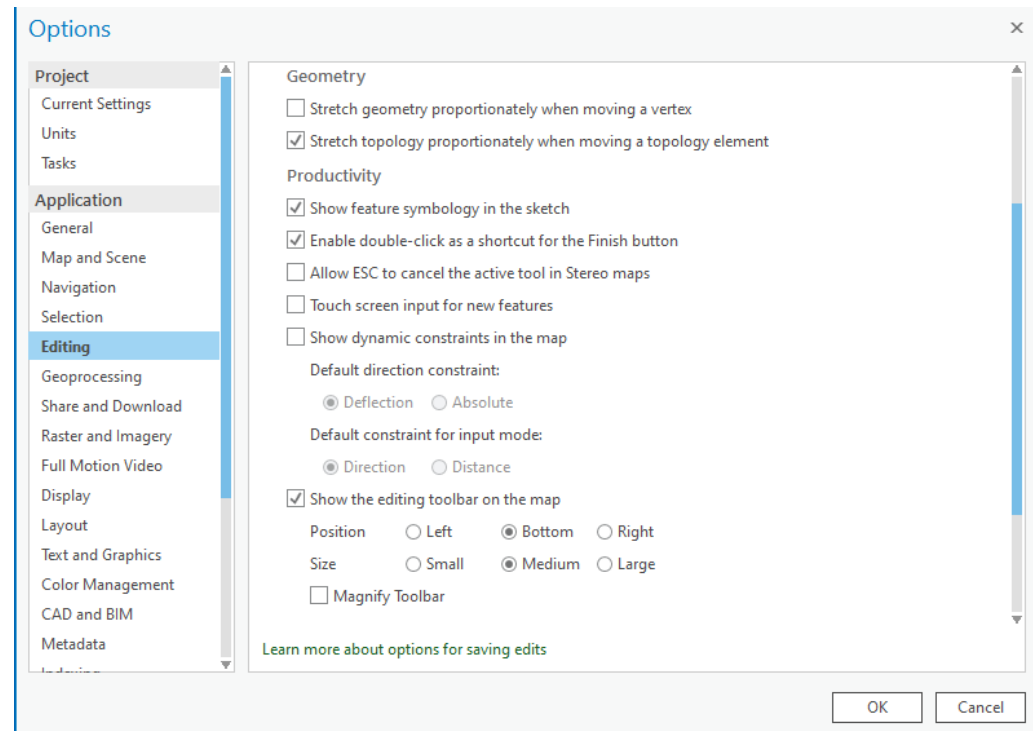 Options
Project
Current Settings
Units
Tasks
Application
General
Map and Scene
Navigation
Selection
Editing
Geoprocessing
Share and Download
Raster and Imagery
Full Motion Video
Display
Layout
Text and Graphics
Color Management
CAD and BIM
Metadata
Indexing
Geometry
Stretch geometry proportionately when moving a vertex
Stretch topology proportionately when moving a topology element
Productivity
Show feature symbology in the sketch
Enable double-click as a shortcut for the Finish button
Allow ESC to cancel the active tool in Stereo maps
Touch screen input for new features
Show dynamic constraints in the map
Default direction constraint:
Deflection Absolute
Default constraint for input mode:
Direction Distance
Show the editing toolbar on the map
Position Left Bottom Right
Size Small Medium Large
Magnify Toolbar
Learn more about options for saving edits
OK Cancel